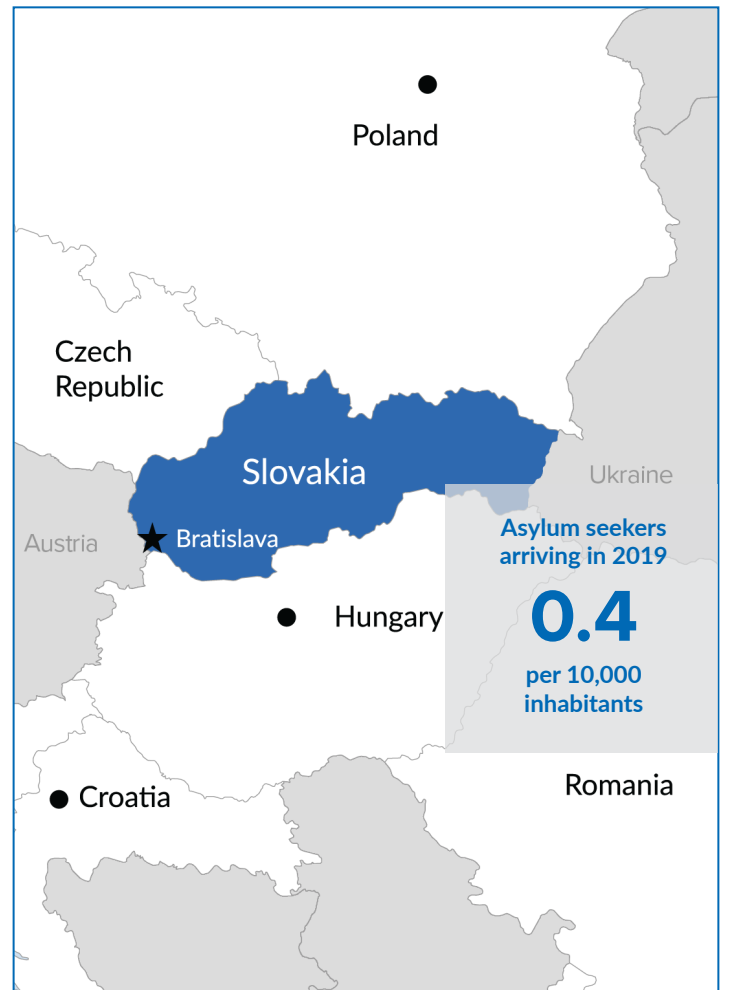 Poland
Czech
Republic
Slovakia
Ukraine
Austria
Bratislava
Asylum seekers
arriving in 2019
0.4
per 10,000
inhabitants
Hungary
Romania
Croatia